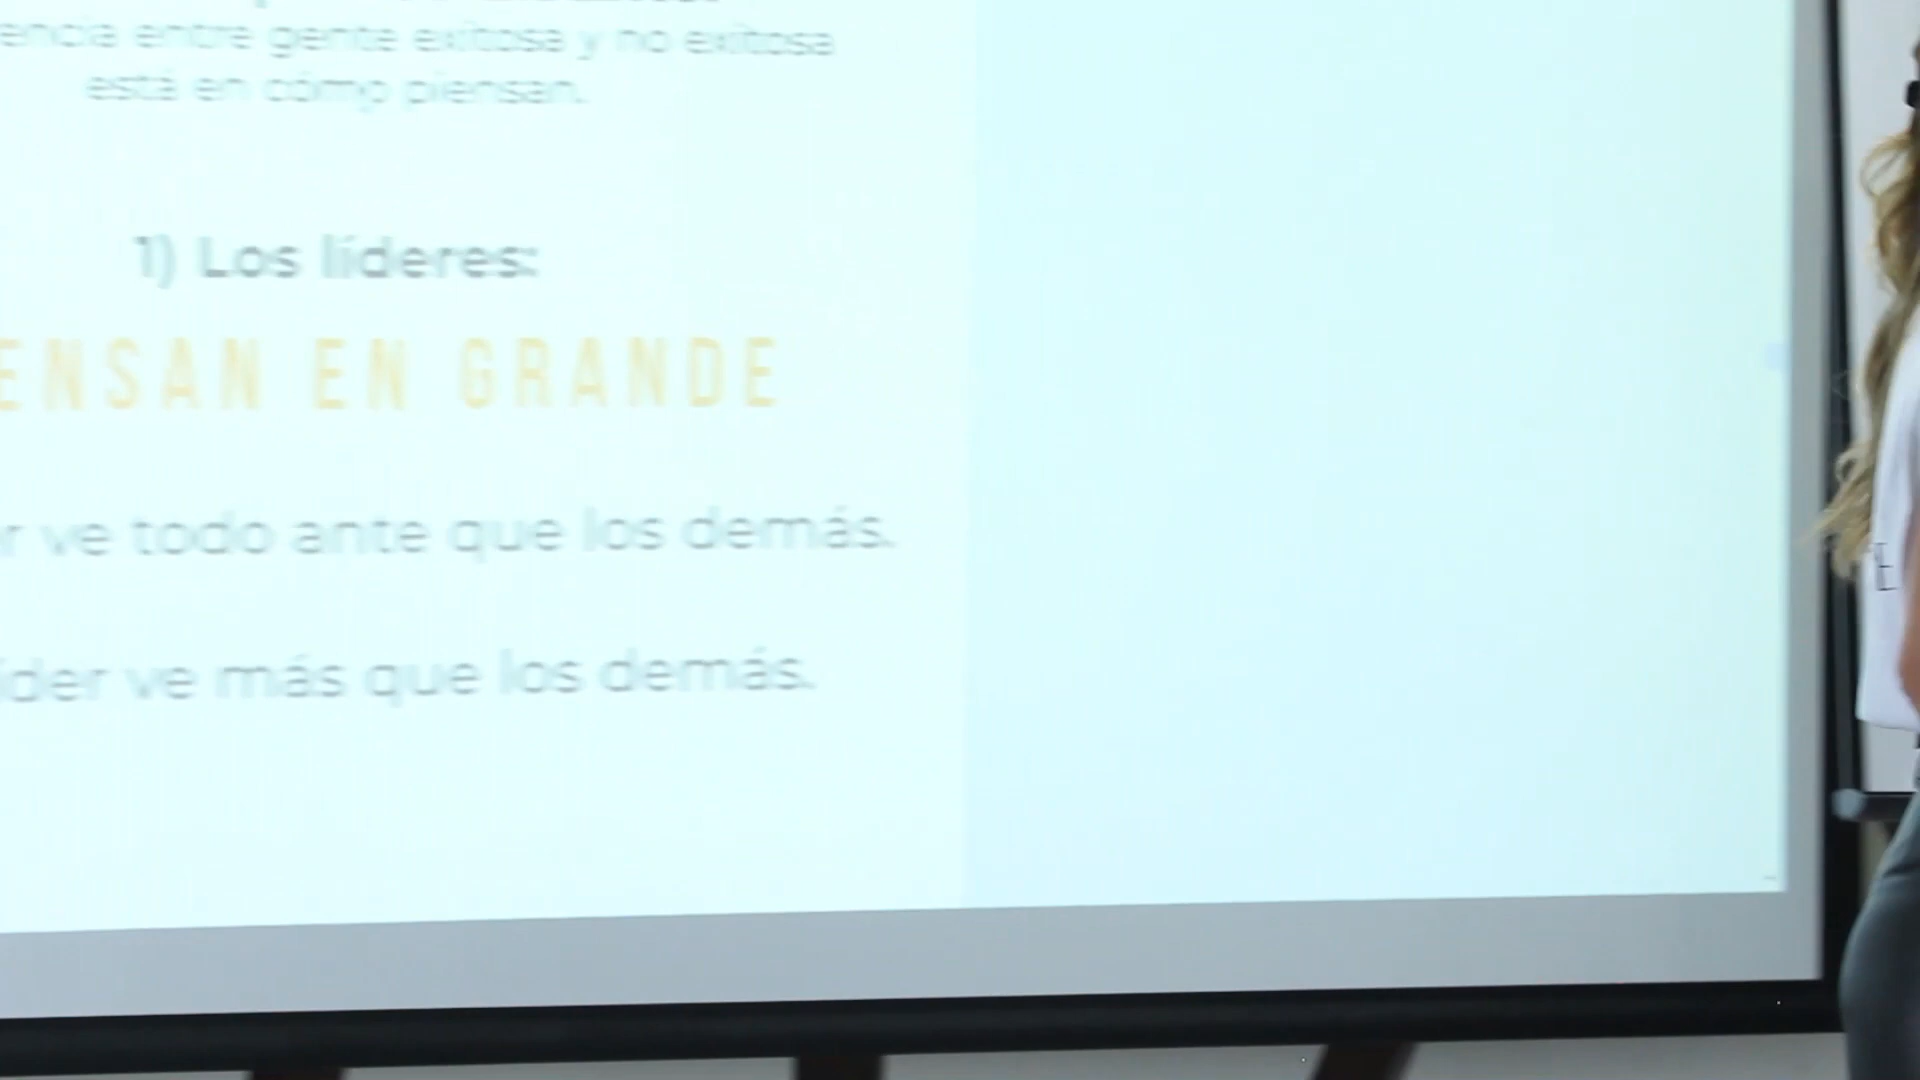 encia entre gente exitosa y no exitosa
está en cómo piensan.
1) Los líderes:
ENSAN EN GRANDE
r ve todo ante que los demás.
íder ve más que los demás.